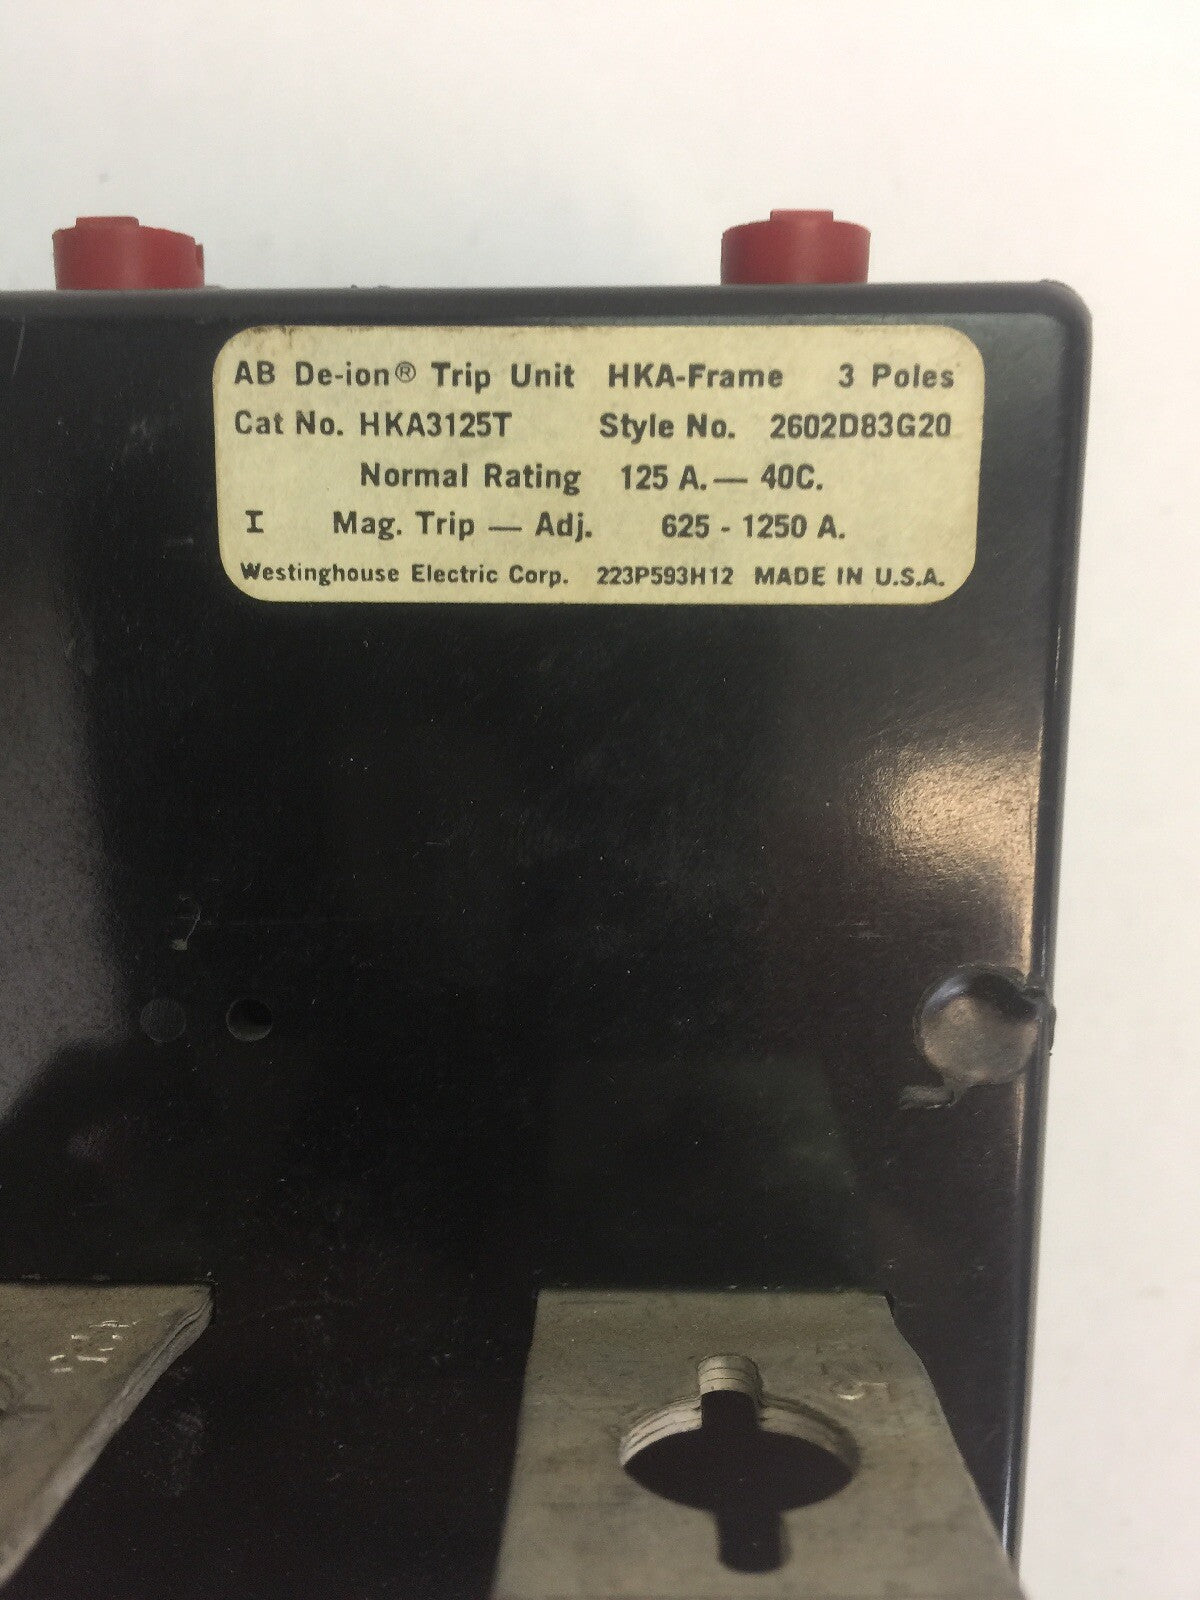 AB De-ion® Trip Unit HKA-Frame 3 Poles
Cat No. HKA3125T Style No. 2602D83G20
Normal Rating 125 A.— 40C.
I Mag. Trip — Adj. 625 - 1250 A.
Westinghouse Electric Corp. 223P593H12 MADE IN U.S.A.